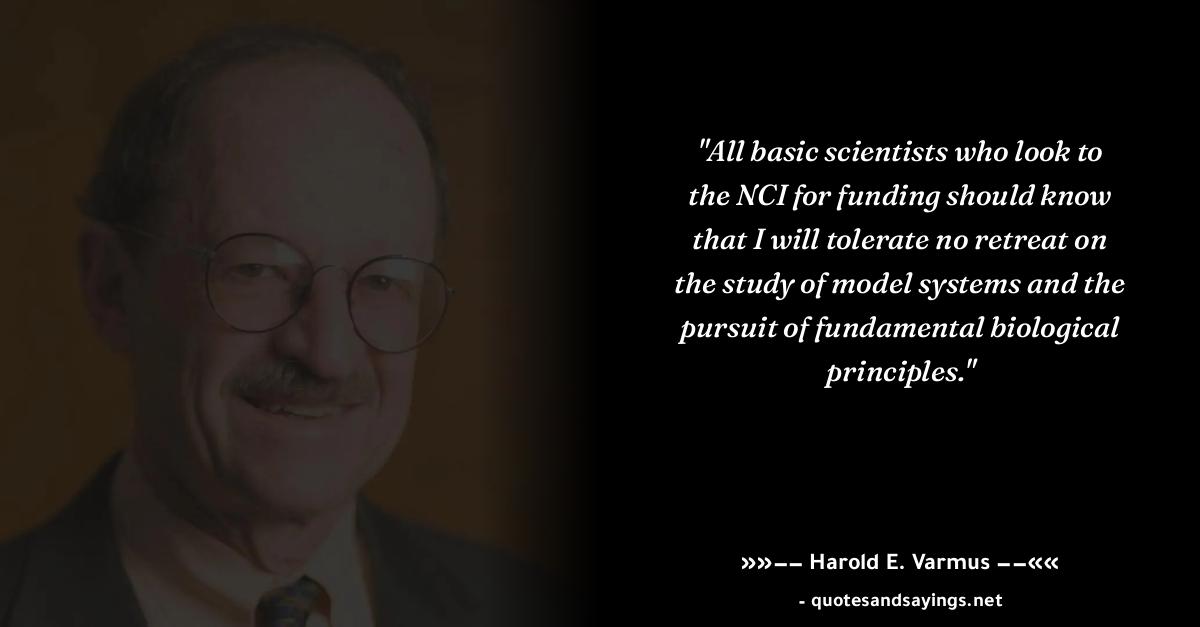 "All basic scientists who look to
the NCI for funding should know
that I will tolerate no retreat on
the study of model systems and the
pursuit of fundamental biological
principles."
»»–– Harold E. Varmus ––««
- quotesandsayings.net